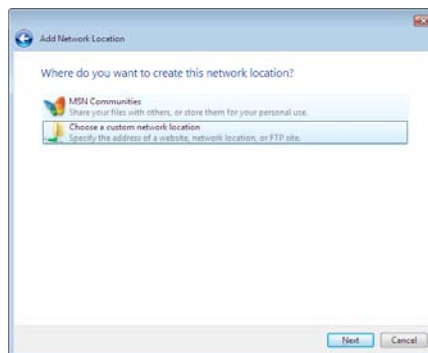 Add Network Location
Where do you want to create this network location?
MSN Communities
Share your files with others, or store them for your personal use.
Choose a custom network location
Specify the address of a website, network location, or FTP site.
Next
Cancel